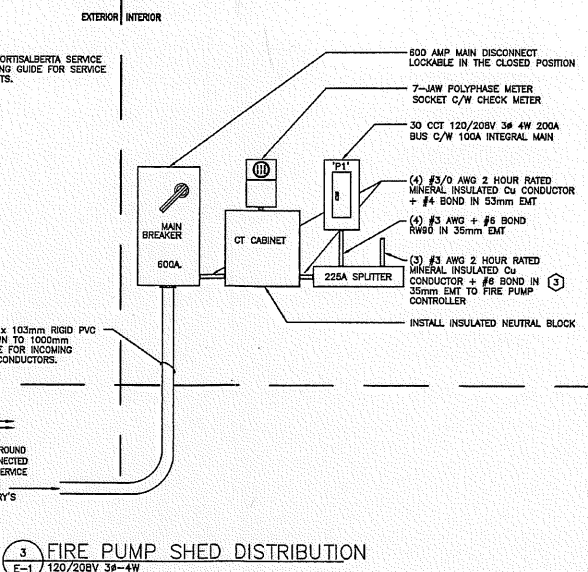 EXTERIOR INTERIOR
ORTISALBERTA SERVICE
NG GUIDE FOR SERVICE
TS.
600 AMP MAIN DISCONNECT
LOCKABLE IN THE CLOSED POSITION
7-JAW POLYPHASE METER
SOCKET C/W CHECK METER
30 CCT 120/208V 3ø 4W 200A
BUS C/W 100A INTEGRAL MAIN
'P1'
(4) #3/0 AWG 2 HOUR RATED
MINERAL INSULATED Cu CONDUCTOR
+ #4 BOND IN 53mm EMT
(4) #3 AWG + #6 BOND
RW90 IN 35mm EMT
(3) #3 AWG 2 HOUR RATED
MINERAL INSULATED Cu
CONDUCTOR + #6 BOND IN
35mm EMT TO FIRE PUMP
CONTROLLER
3
INSTALL INSULATED NEUTRAL BLOCK
MAIN
BREAKER
600A.
CT CABINET
225A SPLITTER
x 103mm RIGID PVC
N TO 1000mm
E FOR INCOMING
CONDUCTORS.
ROUND
NECTED
ERVICE
RY'S
3
E-1
FIRE PUMP SHED DISTRIBUTION
120/208V 3ø-4W